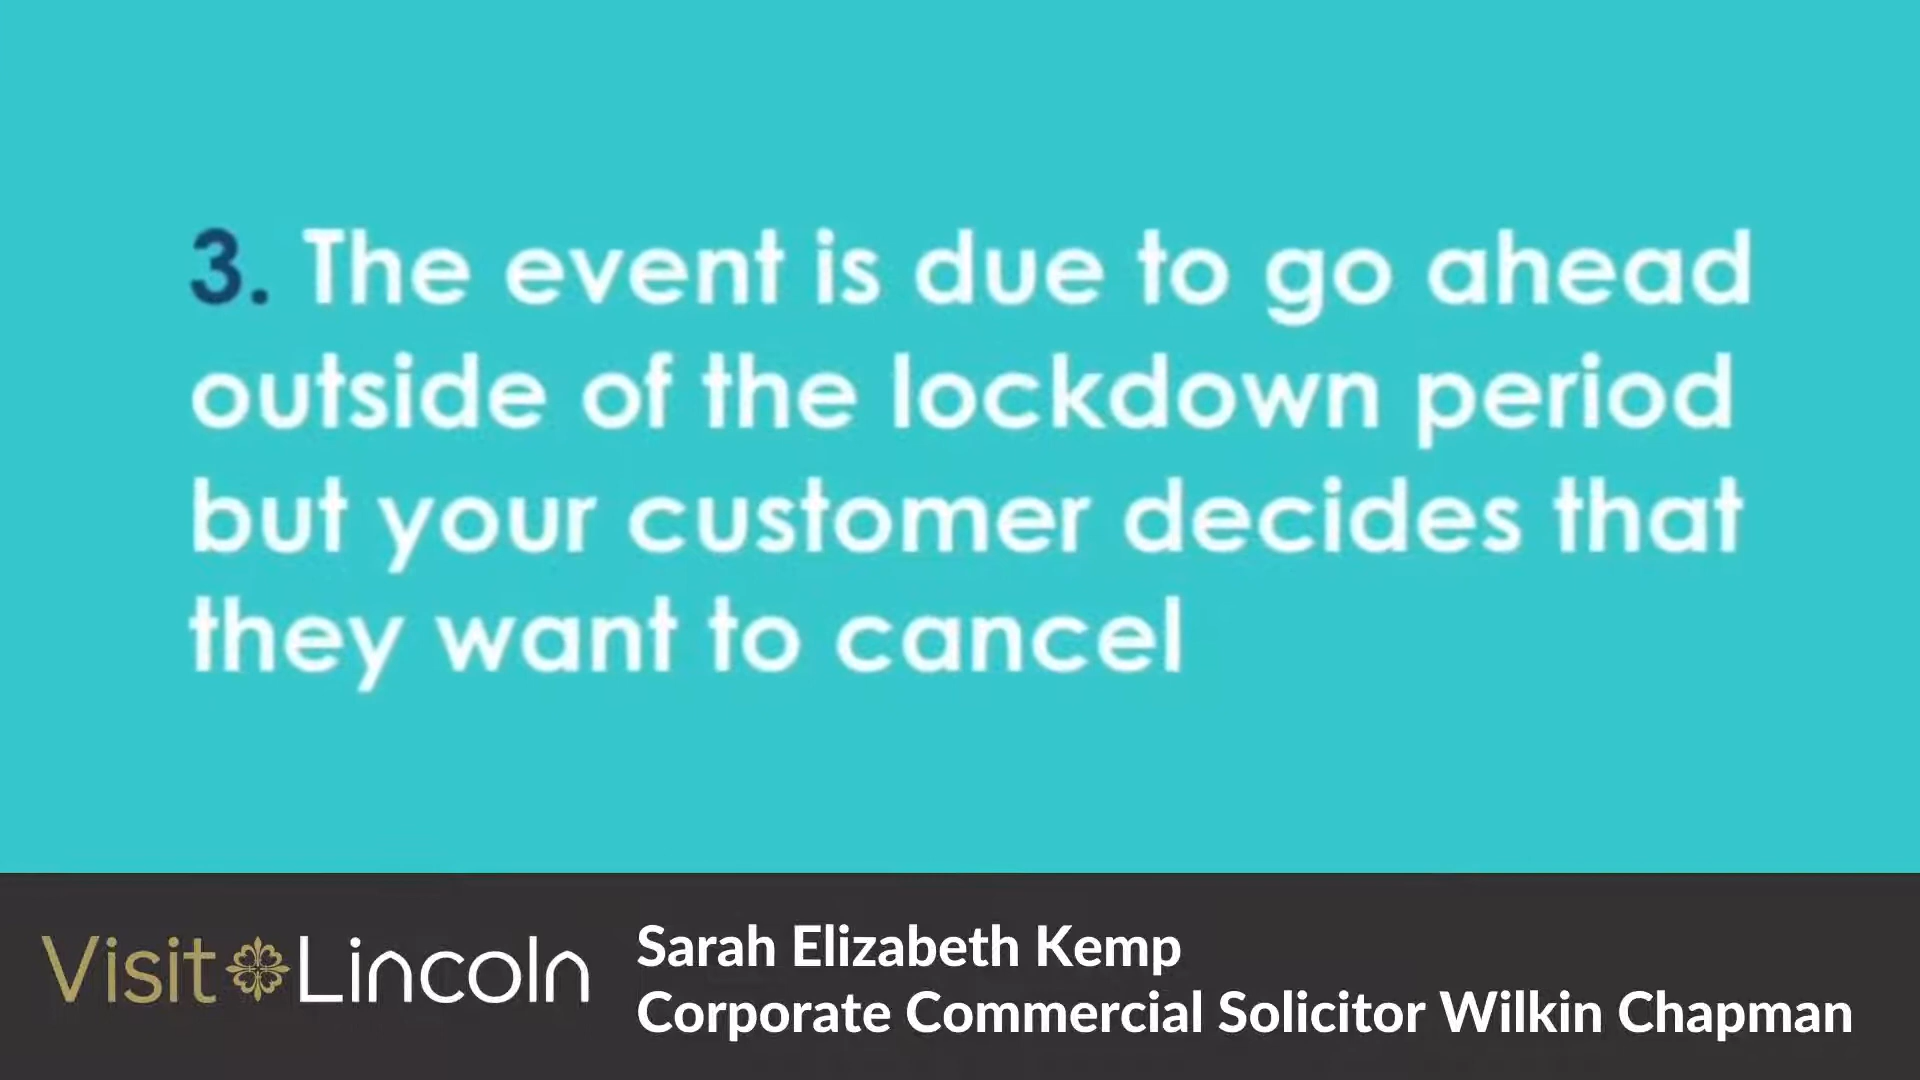 3. The event is due to go ahead
outside of the lockdown period
but your customer decides that
they want to cancel
Visit Lincoln
Sarah Elizabeth Kemp
Corporate Commercial Solicitor Wilkin Chapman